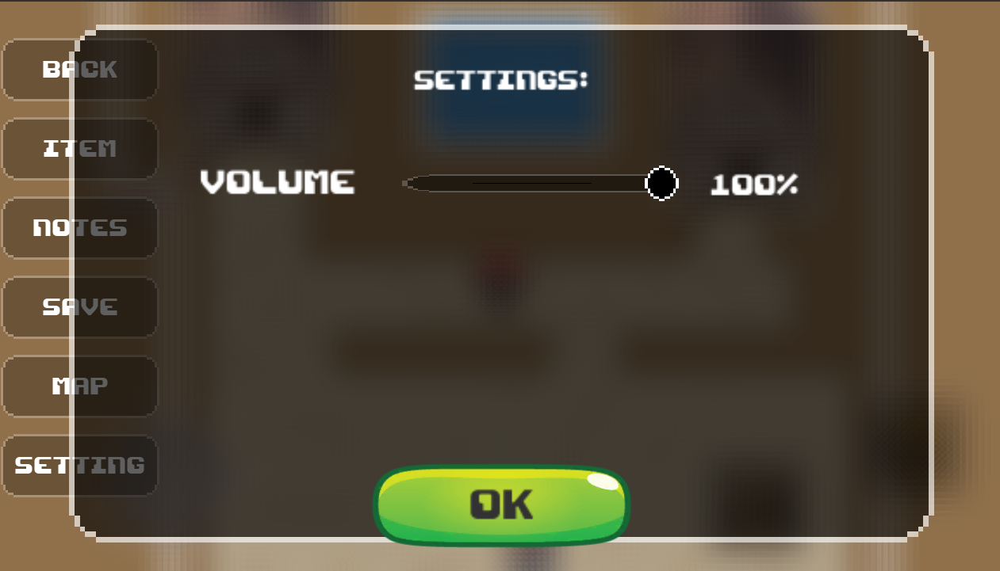 BACK
ITEM
NOTES
SAVE
MAP
SETTING
SETTINGS:
VOLUME 100%
OK